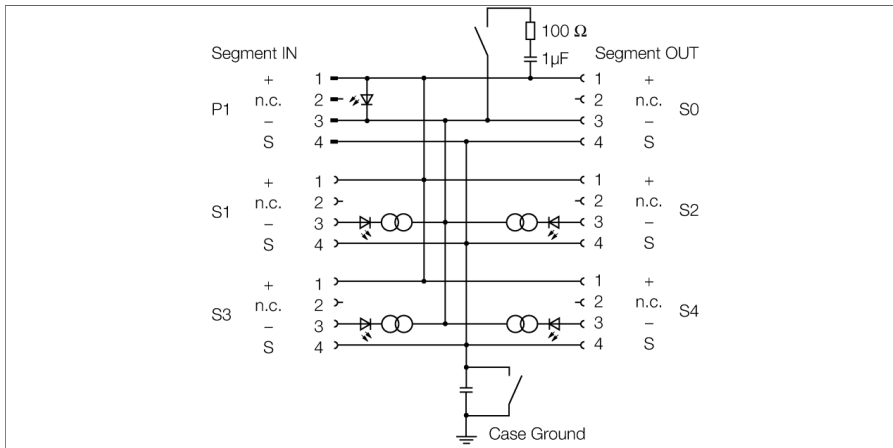 100 Ω
1µF
Segment IN
Segment OUT
+ 1 1 +
P1 n.c. 2 2 n.c. S0
– 3 3 –
S 4 4 S
+ 1 1 +
S1 n.c. 2 2 n.c. S2
– 3 3 –
S 4 4 S
+ 1 1 +
S3 n.c. 2 2 n.c. S4
– 3 3 –
S 4 4 S
Case Ground